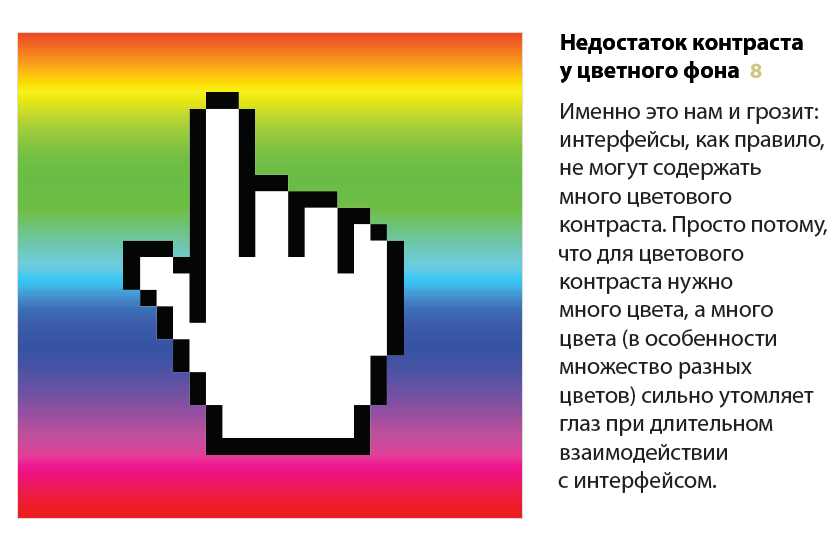 Недостаток контраста
у цветного фона 8
Именно это нам и грозит:
интерфейсы, как правило,
не могут содержать
много цветового
контраста. Просто потому,
что для цветового
контраста нужно
много цвета, а много
цвета (в особенности
множество разных
цветов) сильно утомляет
глаз при длительном
взаимодействии
с интерфейсом.